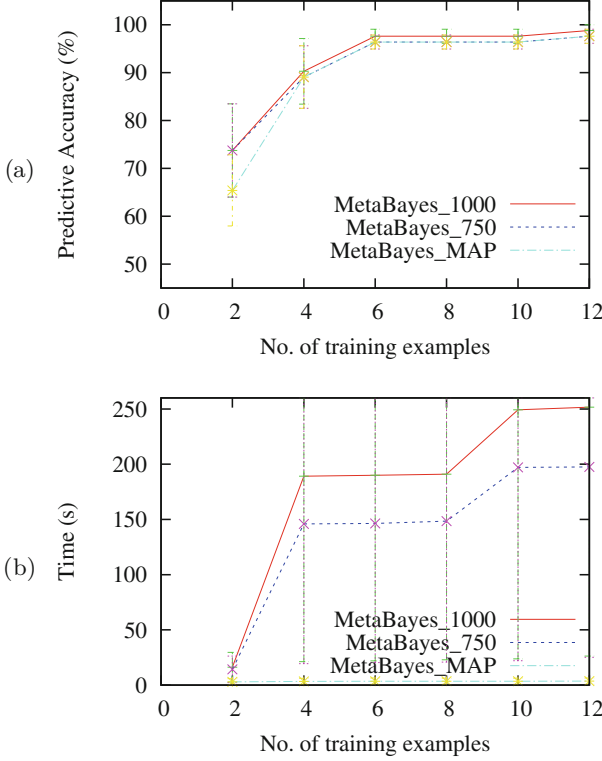 (a)
Predictive Accuracy (%)
100
90
80
70
60
50
MetaBayes_1000
MetaBayes_750
MetaBayes_MAP
0 2 4 6 8 10 12
No. of training examples
(b)
Time (s)
250
200
150
100
50
0
MetaBayes_1000
MetaBayes_750
MetaBayes_MAP
0 2 4 6 8 10 12
No. of training examples